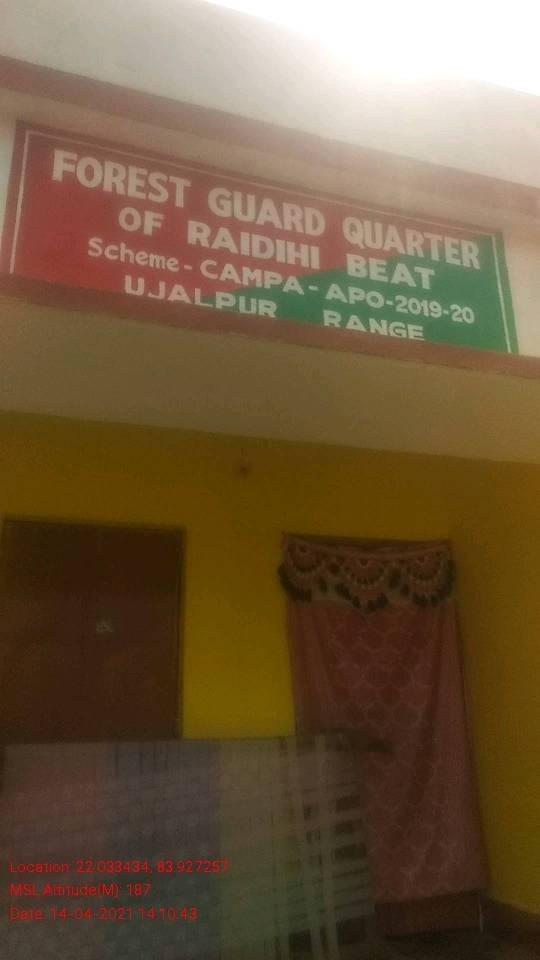 FOREST GUARD QUARTER
OF RAIDIHI BEAT
Scheme - CAMPA - APO-2019-20
UJALPUR RANGE
Location: 22.033434, 83.927257
MSL Altitude(M): 187
Date: 14-04-2021 14:10:43